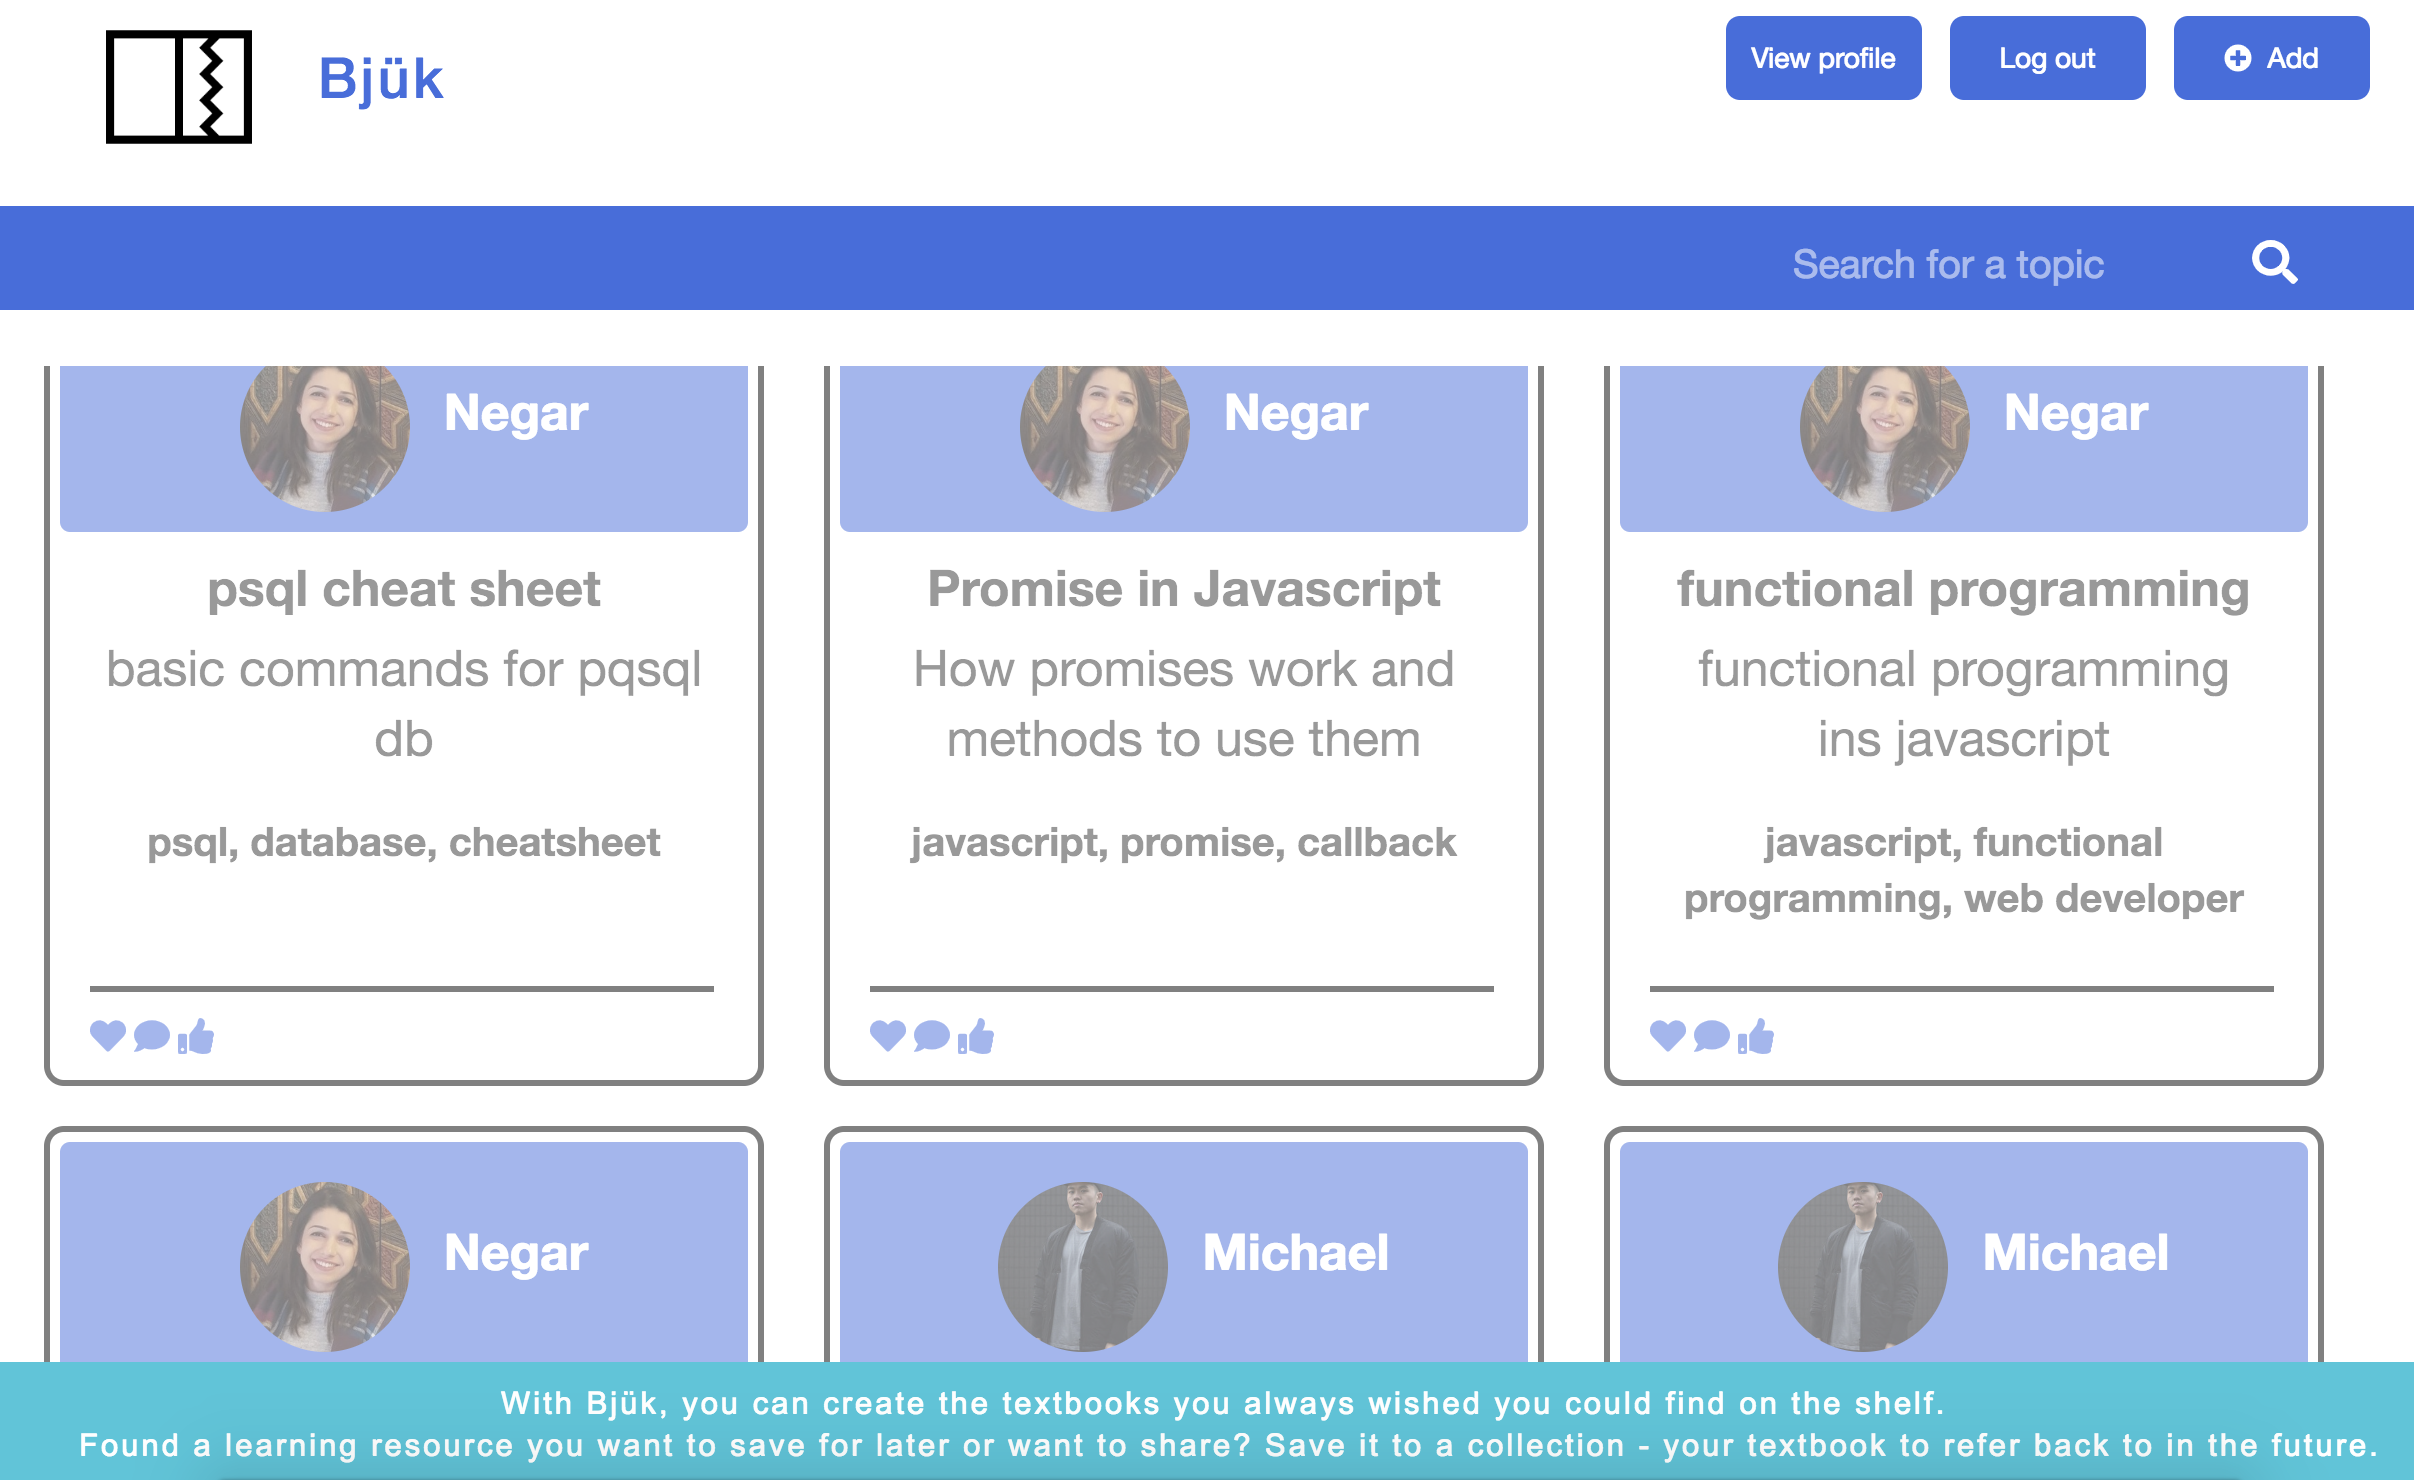 Bjük
View profile
Log out
Add
Search for a topic
Negar
Negar
Negar
psql cheat sheet
basic commands for pqsql
db
psql, database, cheatsheet
Promise in Javascript
How promises work and
methods to use them
javascript, promise, callback
functional programming
functional programming
ins javascript
javascript, functional
programming, web developer
Negar
Michael
Michael
With Bjük, you can create the textbooks you always wished you could find on the shelf.
Found a learning resource you want to save for later or want to share? Save it to a collection - your textbook to refer back to in the future.